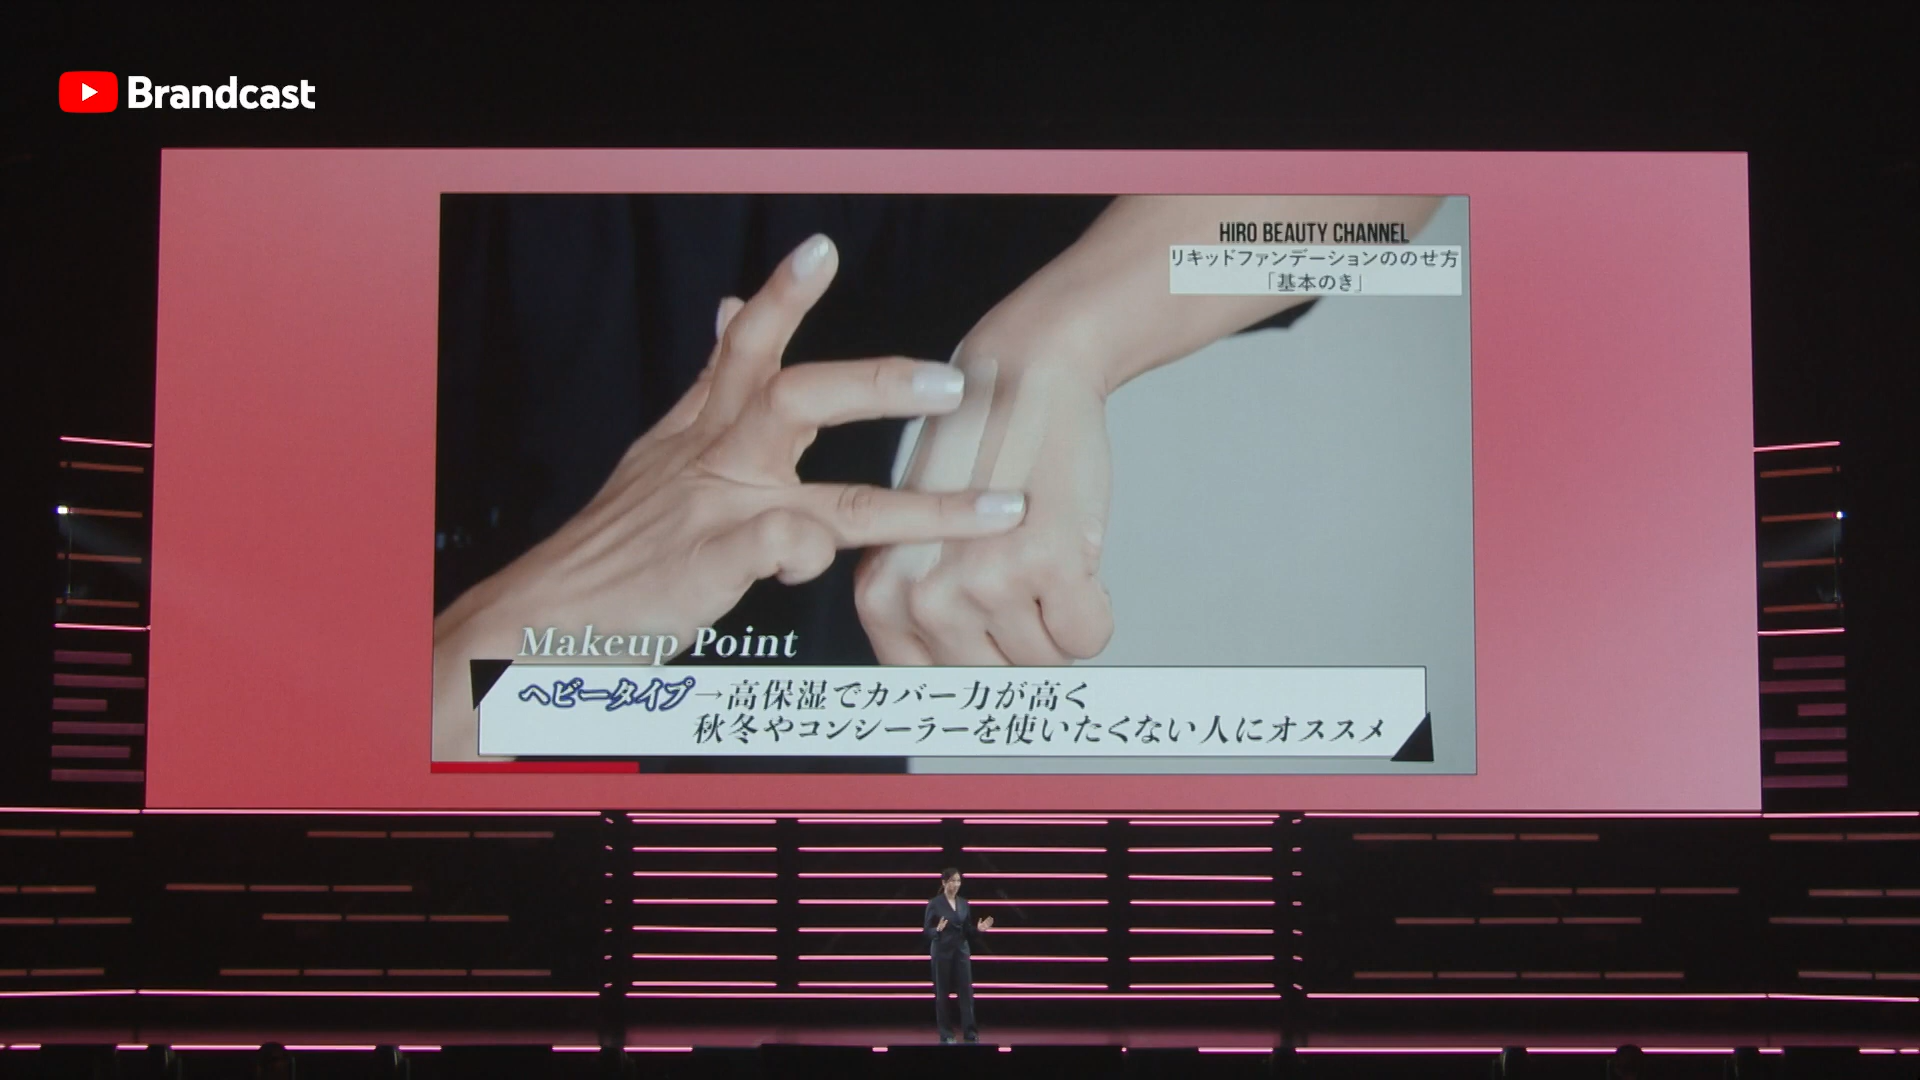 Brandcast
HIRO BEAUTY CHANNEL
リキッドファンデーションののせ方
「基本のき」
Makeup Point
ヘビータイプ→高保湿でカバー力が高く
秋冬やコンシーラーを使いたくない人にオススメ